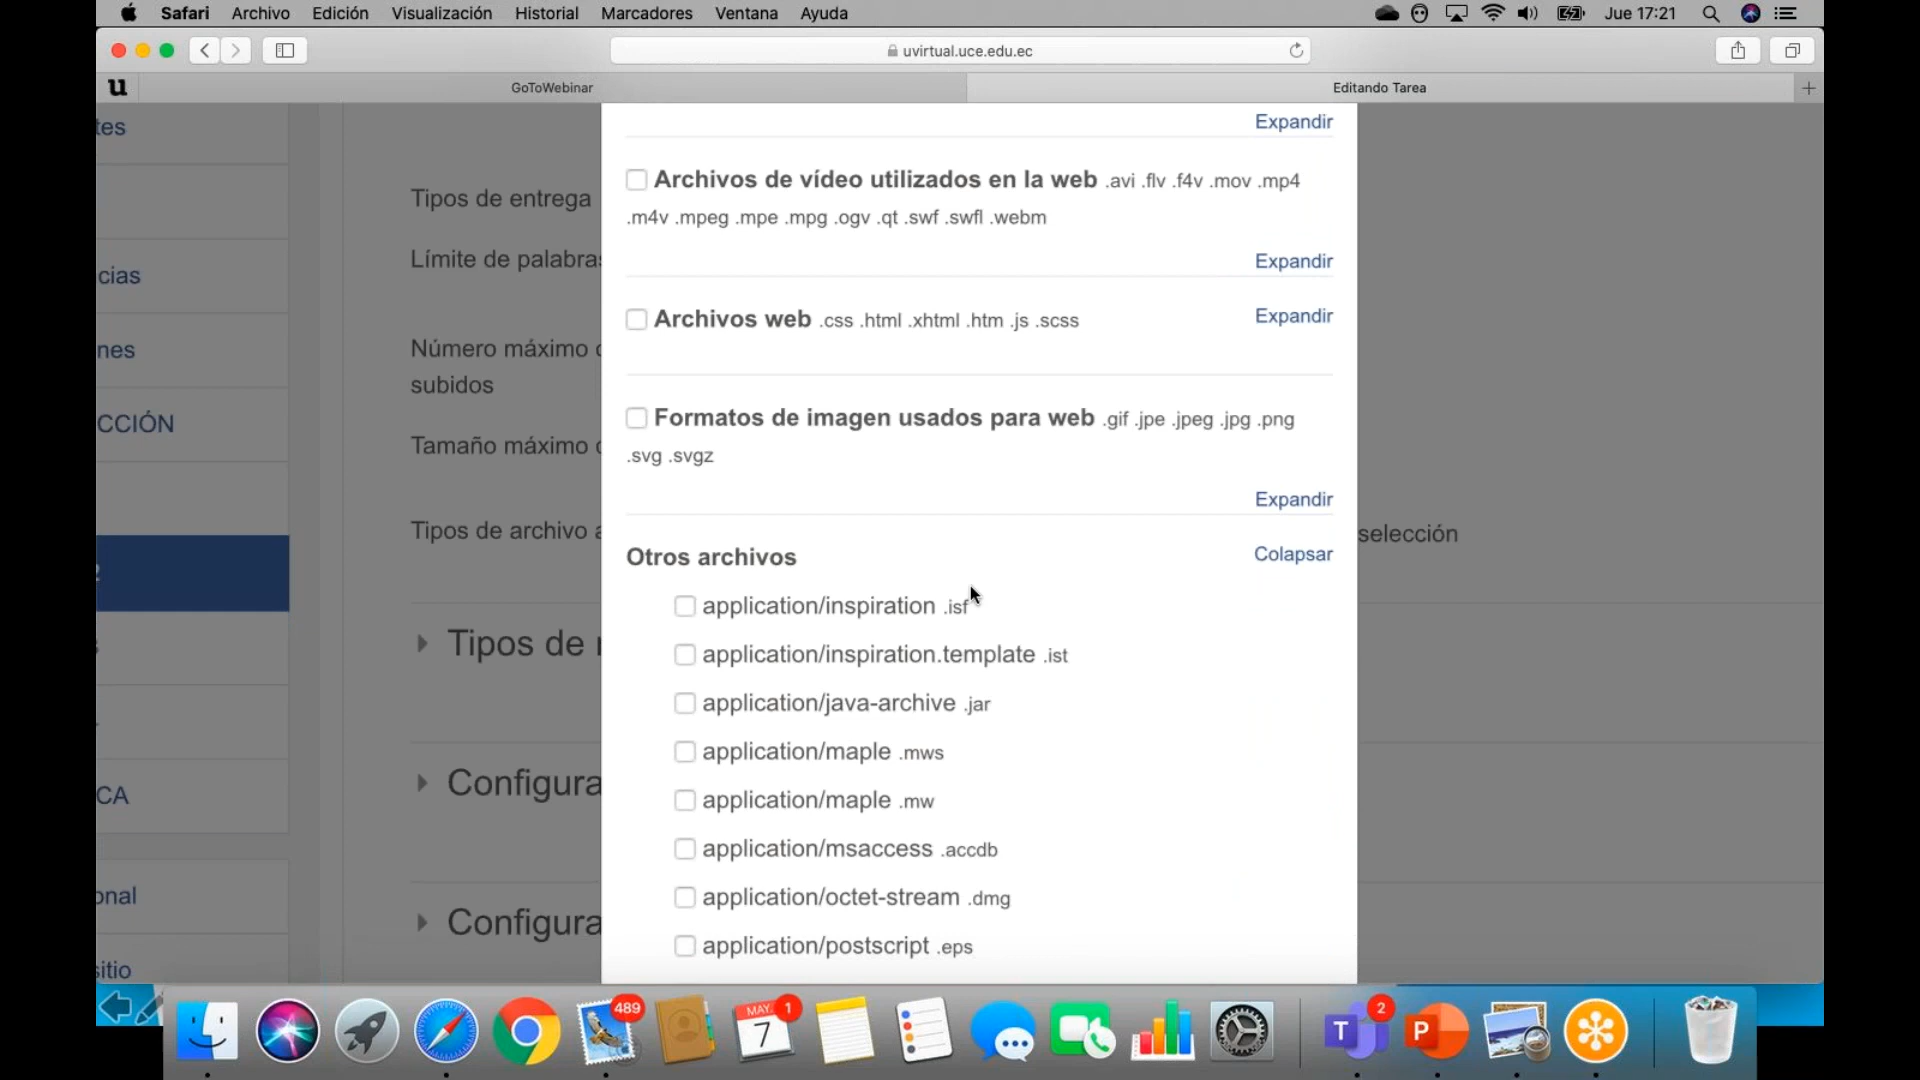 Safari Archivo Edición Visualización Historial Marcadores Ventana Ayuda Jue 17:21
uvirtual.uce.edu.ec
u GoToWebinar Editando Tarea
tes
cias
nes
CCIÓN
CA
onal
sitio
Tipos de entrega
Límite de palabras
Número máximo
subidos
Tamaño máximo
Tipos de archivo a
selección
Tipos de
Configura
Configura
Expandir
Archivos de vídeo utilizados en la web .avi .flv .f4v .mov .mp4
.m4v .mpeg .mpe .mpg .ogv .qt .swf .swfl .webm
Expandir
Archivos web .css .html .xhtml .htm .js .scss Expandir
Formatos de imagen usados para web .gif .jpe .jpeg .jpg .png
.svg .svgz
Expandir
Otros archivos Colapsar
application/inspiration .isf
application/inspiration.template .ist
application/java-archive .jar
application/maple .mws
application/maple .mw
application/msaccess .accdb
application/octet-stream .dmg
application/postscript .eps
489
MAY. 1
7
T 2
P